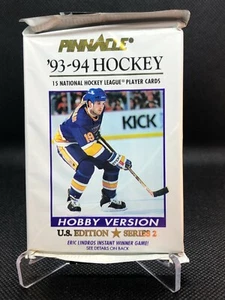 PINNACLE
'93-94 HOCKEY
15 NATIONAL HOCKEY LEAGUE PLAYER CARDS
KICK
HOBBY VERSION
U.S. EDITION ★ SERIES 2
ERIC LINDROS INSTANT WINNER GAME!
SEE DETAILS ON BACK